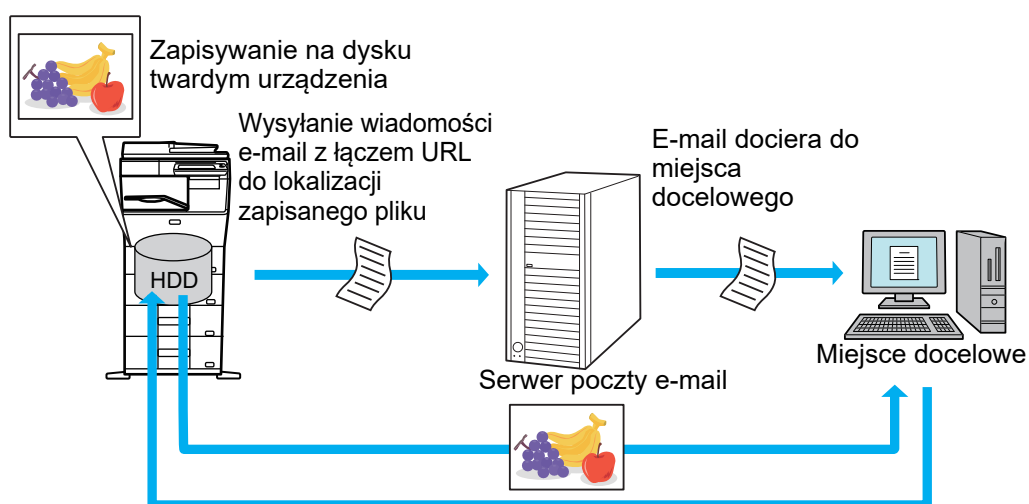 Zapisywanie na dysku
twardym urządzenia
Wysyłanie wiadomości
e-mail z łączem URL
do lokalizacji
zapisanego pliku
E-mail dociera do
miejsca
docelowego
HDD
Serwer poczty e-mail
Miejsce docelowe